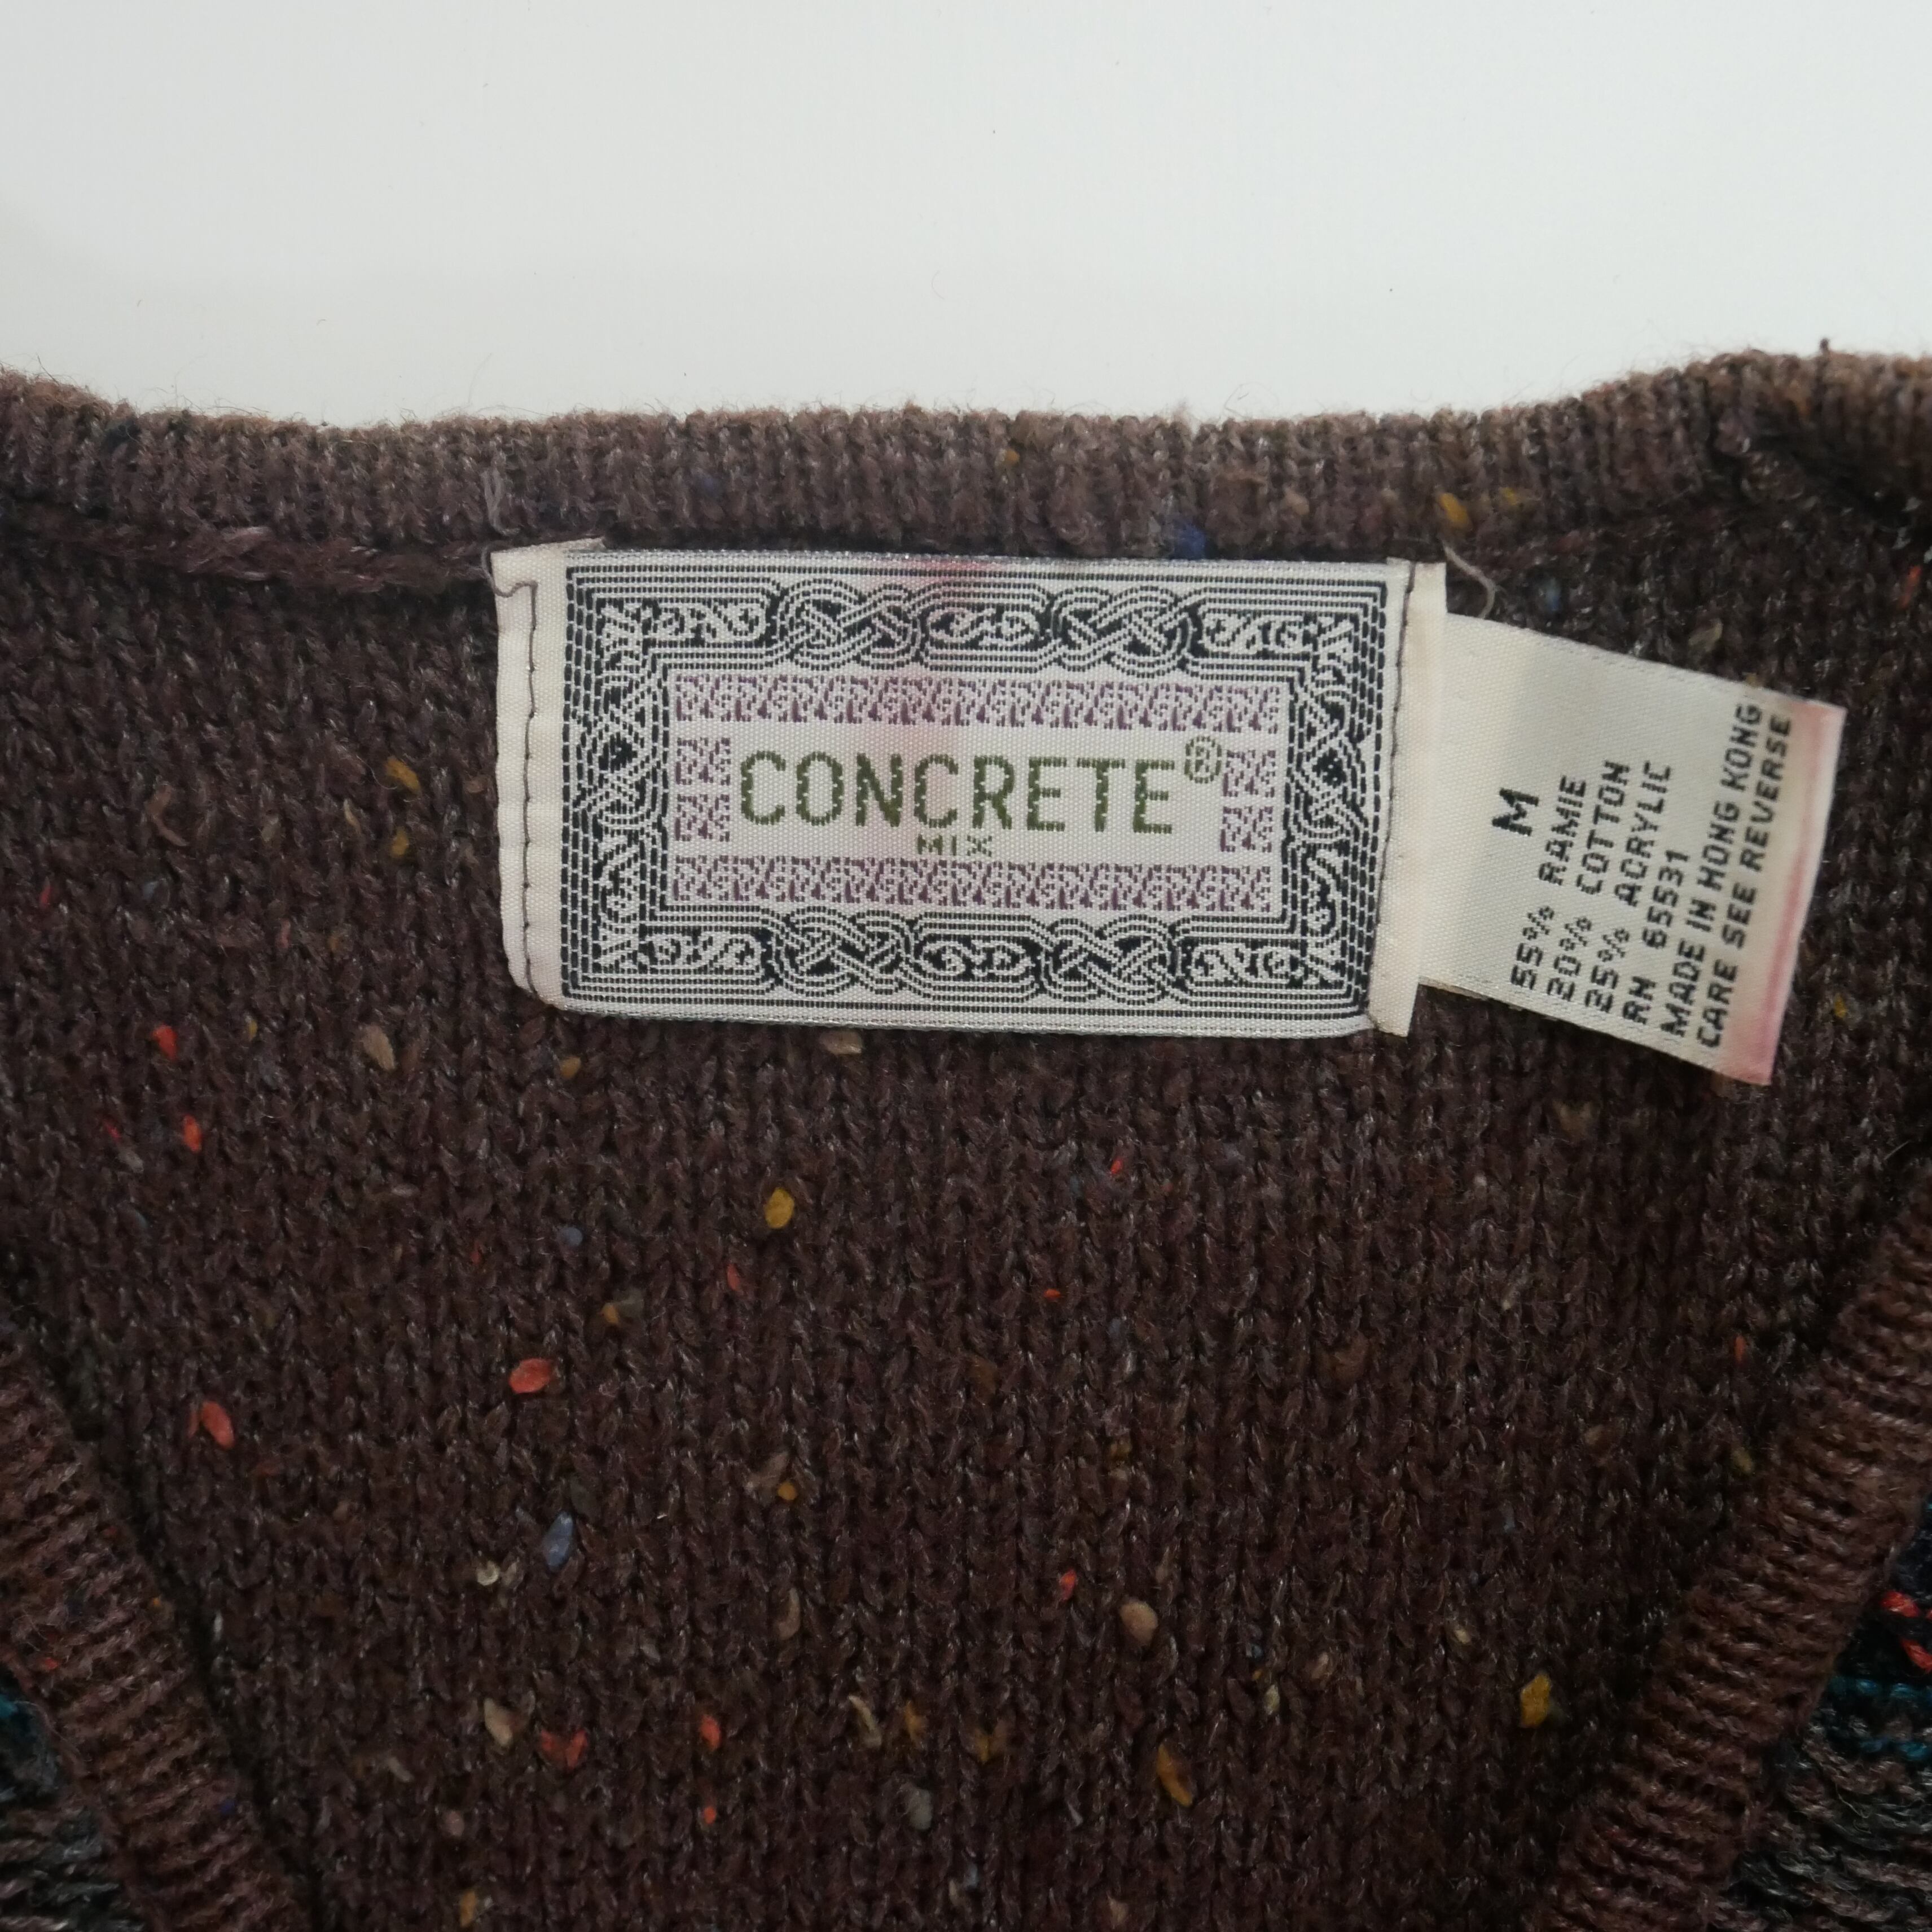 CONCRETE®
MIX
M
55% RAMIE
20% COTTON
25% ACRYLIC
RN 65531
MADE IN HONG KONG
CARE SEE REVERSE